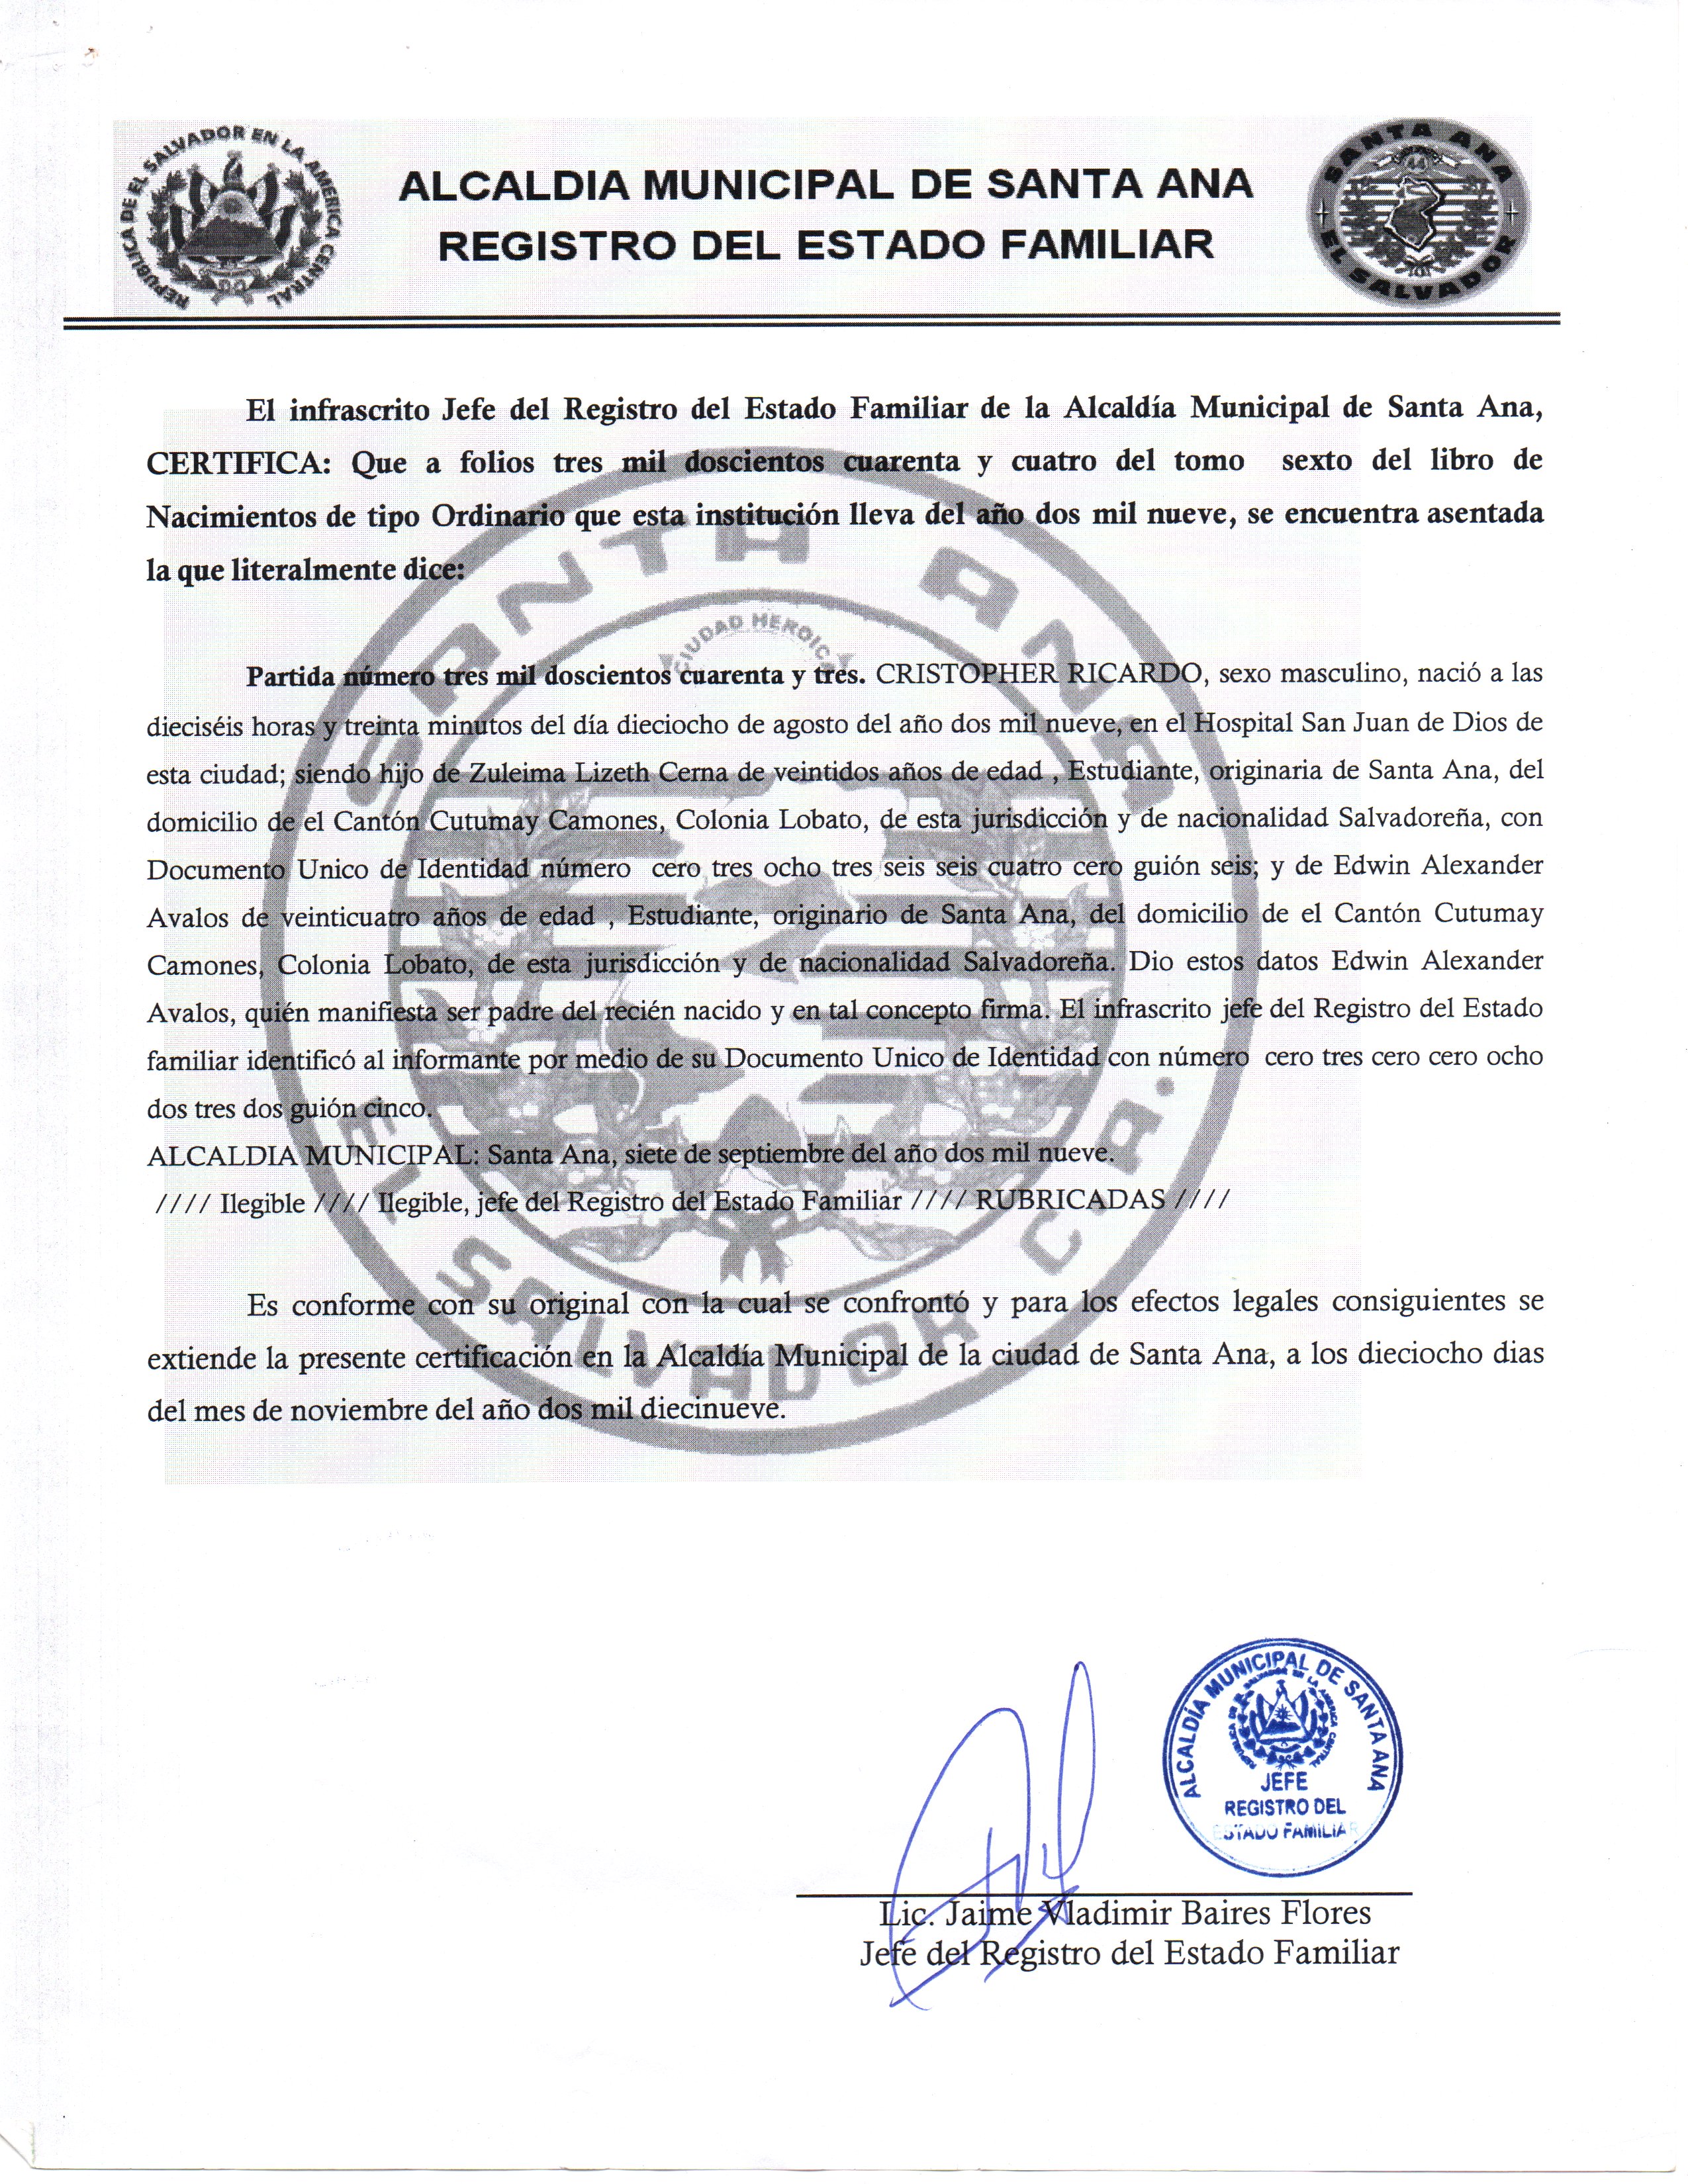 REPUBLICA DE EL SALVADOR EN LA AMERICA CENTRAL
ALCALDIA MUNICIPAL DE SANTA ANA
REGISTRO DEL ESTADO FAMILIAR
SANTA ANA
44
EL SALVADOR
El infrascrito Jefe del Registro del Estado Familiar de la Alcaldía Municipal de Santa Ana,
CERTIFICA: Que a folios tres mil doscientos cuarenta y cuatro del tomo sexto del libro de
Nacimientos de tipo Ordinario que esta institución lleva del año dos mil nueve, se encuentra asentada
la que literalmente dice:
Partida número tres mil doscientos cuarenta y tres. CRISTOPHER RICARDO, sexo masculino, nació a las
dieciséis horas y treinta minutos del día dieciocho de agosto del año dos mil nueve, en el Hospital San Juan de Dios de
esta ciudad; siendo hijo de Zuleima Lizeth Cerna de veintidos años de edad , Estudiante, originaria de Santa Ana, del
domicilio de el Cantón Cutumay Camones, Colonia Lobato, de esta jurisdicción y de nacionalidad Salvadoreña, con
Documento Unico de Identidad número cero tres ocho tres seis seis cuatro cero guión seis; y de Edwin Alexander
Avalos de veinticuatro años de edad , Estudiante, originario de Santa Ana, del domicilio de el Cantón Cutumay
Camones, Colonia Lobato, de esta jurisdicción y de nacionalidad Salvadoreña. Dio estos datos Edwin Alexander
Avalos, quién manifiesta ser padre del recién nacido y en tal concepto firma. El infrascrito jefe del Registro del Estado
familiar identificó al informante por medio de su Documento Unico de Identidad con número cero tres cero cero ocho
dos tres dos guión cinco.
ALCALDIA MUNICIPAL: Santa Ana, siete de septiembre del año dos mil nueve.
//// Ilegible //// Ilegible, jefe del Registro del Estado Familiar //// RUBRICADAS ////
Es conforme con su original con la cual se confrontó y para los efectos legales consiguientes se
extiende la presente certificación en la Alcaldía Municipal de la ciudad de Santa Ana, a los dieciocho dias
del mes de noviembre del año dos mil diecinueve.
SANTA ANA
CIUDAD HEROICA
EL SALVADOR C.A.
ALCALDÍA MUNICIPAL DE SANTA ANA
JEFE
REGISTRO DEL
ESTADO FAMILIAR
Lic. Jaime Vladimir Baires Flores
Jefe del Registro del Estado Familiar